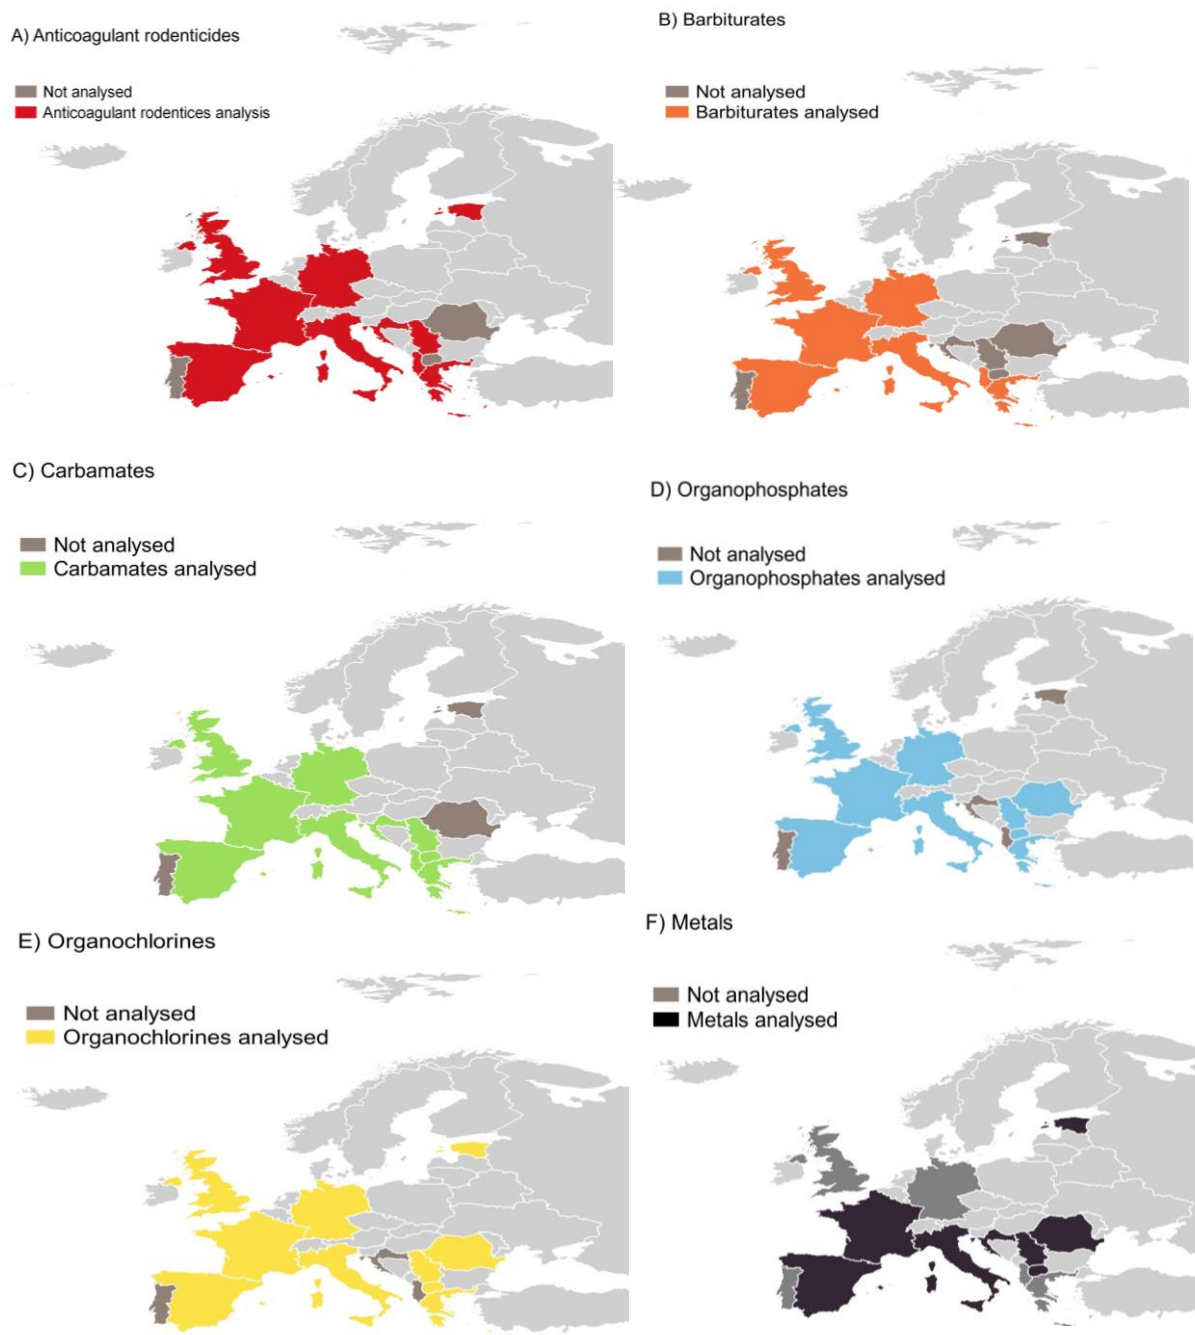 A) Anticoagulant rodenticides
Not analysed
Anticoagulant rodentices analysis
B) Barbiturates
Not analysed
Barbiturates analysed
C) Carbamates
Not analysed
Carbamates analysed
D) Organophosphates
Not analysed
Organophosphates analysed
E) Organochlorines
Not analysed
Organochlorines analysed
F) Metals
Not analysed
Metals analysed